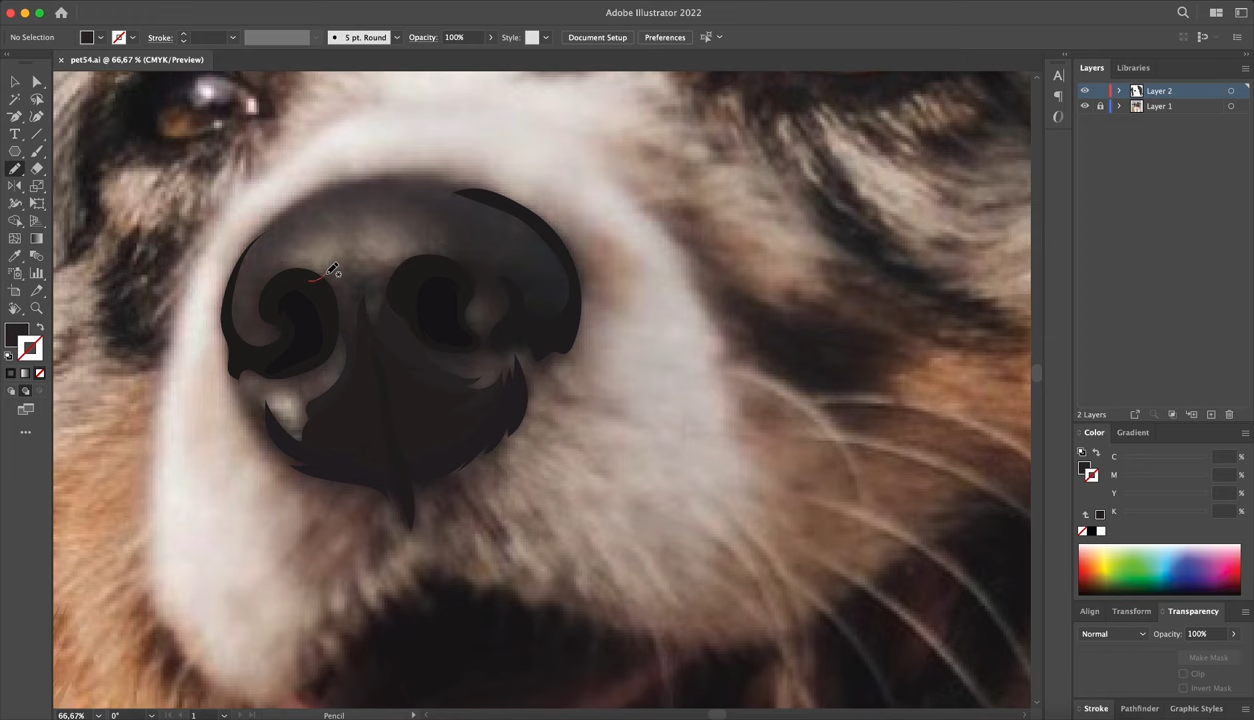 Adobe Illustrator 2022
No Selection
Stroke:
5 pt. Round
Opacity:
100%
Style:
Document Setup
Preferences
× pet54.ai @ 66,67 % (CMYK/Preview)
Layers
Libraries
Layer 2
Layer 1
2 Layers
Color
Gradient
C %
M %
Y %
K %
Align
Transform
Transparency
Normal
Opacity:
100%
Make Mask
Clip
Invert Mask
Stroke
Pathfinder
Graphic Styles
66,67%
0°
1
Pencil